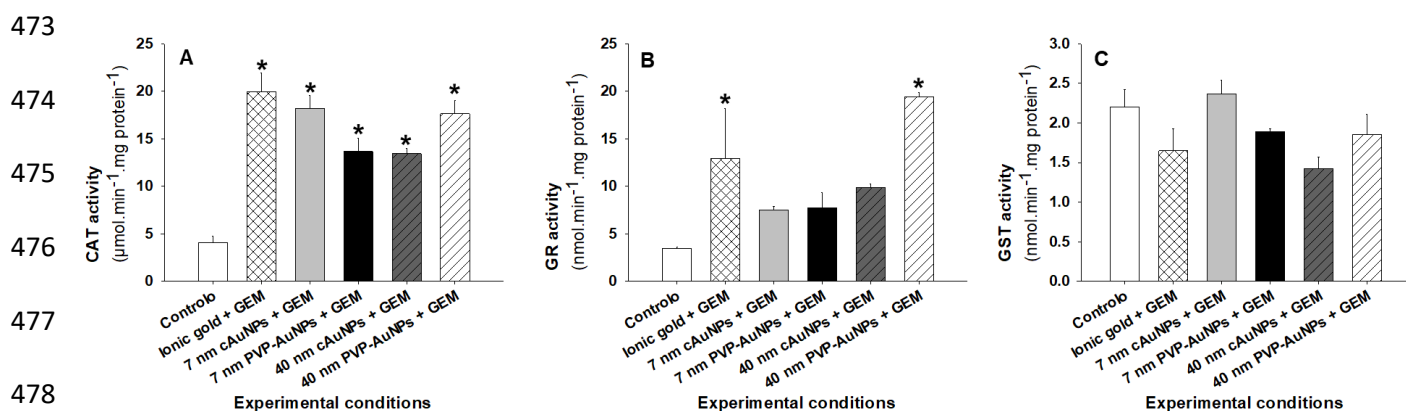 473
474
475
476
477
478
A
CAT activity
(µmol.min-1.mg protein-1)
25
20
15
10
5
0
*
*
*
*
*
Controlo
Ionic gold + GEM
7 nm cAuNPs + GEM
7 nm PVP-AuNPs + GEM
40 nm cAuNPs + GEM
40 nm PVP-AuNPs + GEM
Experimental conditions
B
GR activity
(nmol.min-1.mg protein-1)
25
20
15
10
5
0
*
*
Controlo
Ionic gold + GEM
7 nm cAuNPs + GEM
7 nm PVP-AuNPs + GEM
40 nm cAuNPs + GEM
40 nm PVP-AuNPs + GEM
Experimental conditions
C
GST activity
(nmol.min-1.mg protein-1)
3.0
2.5
2.0
1.5
1.0
0.5
0.0
Controlo
Ionic gold + GEM
7 nm cAuNPs + GEM
7 nm PVP-AuNPs + GEM
40 nm cAuNPs + GEM
40 nm PVP-AuNPs + GEM
Experimental conditions